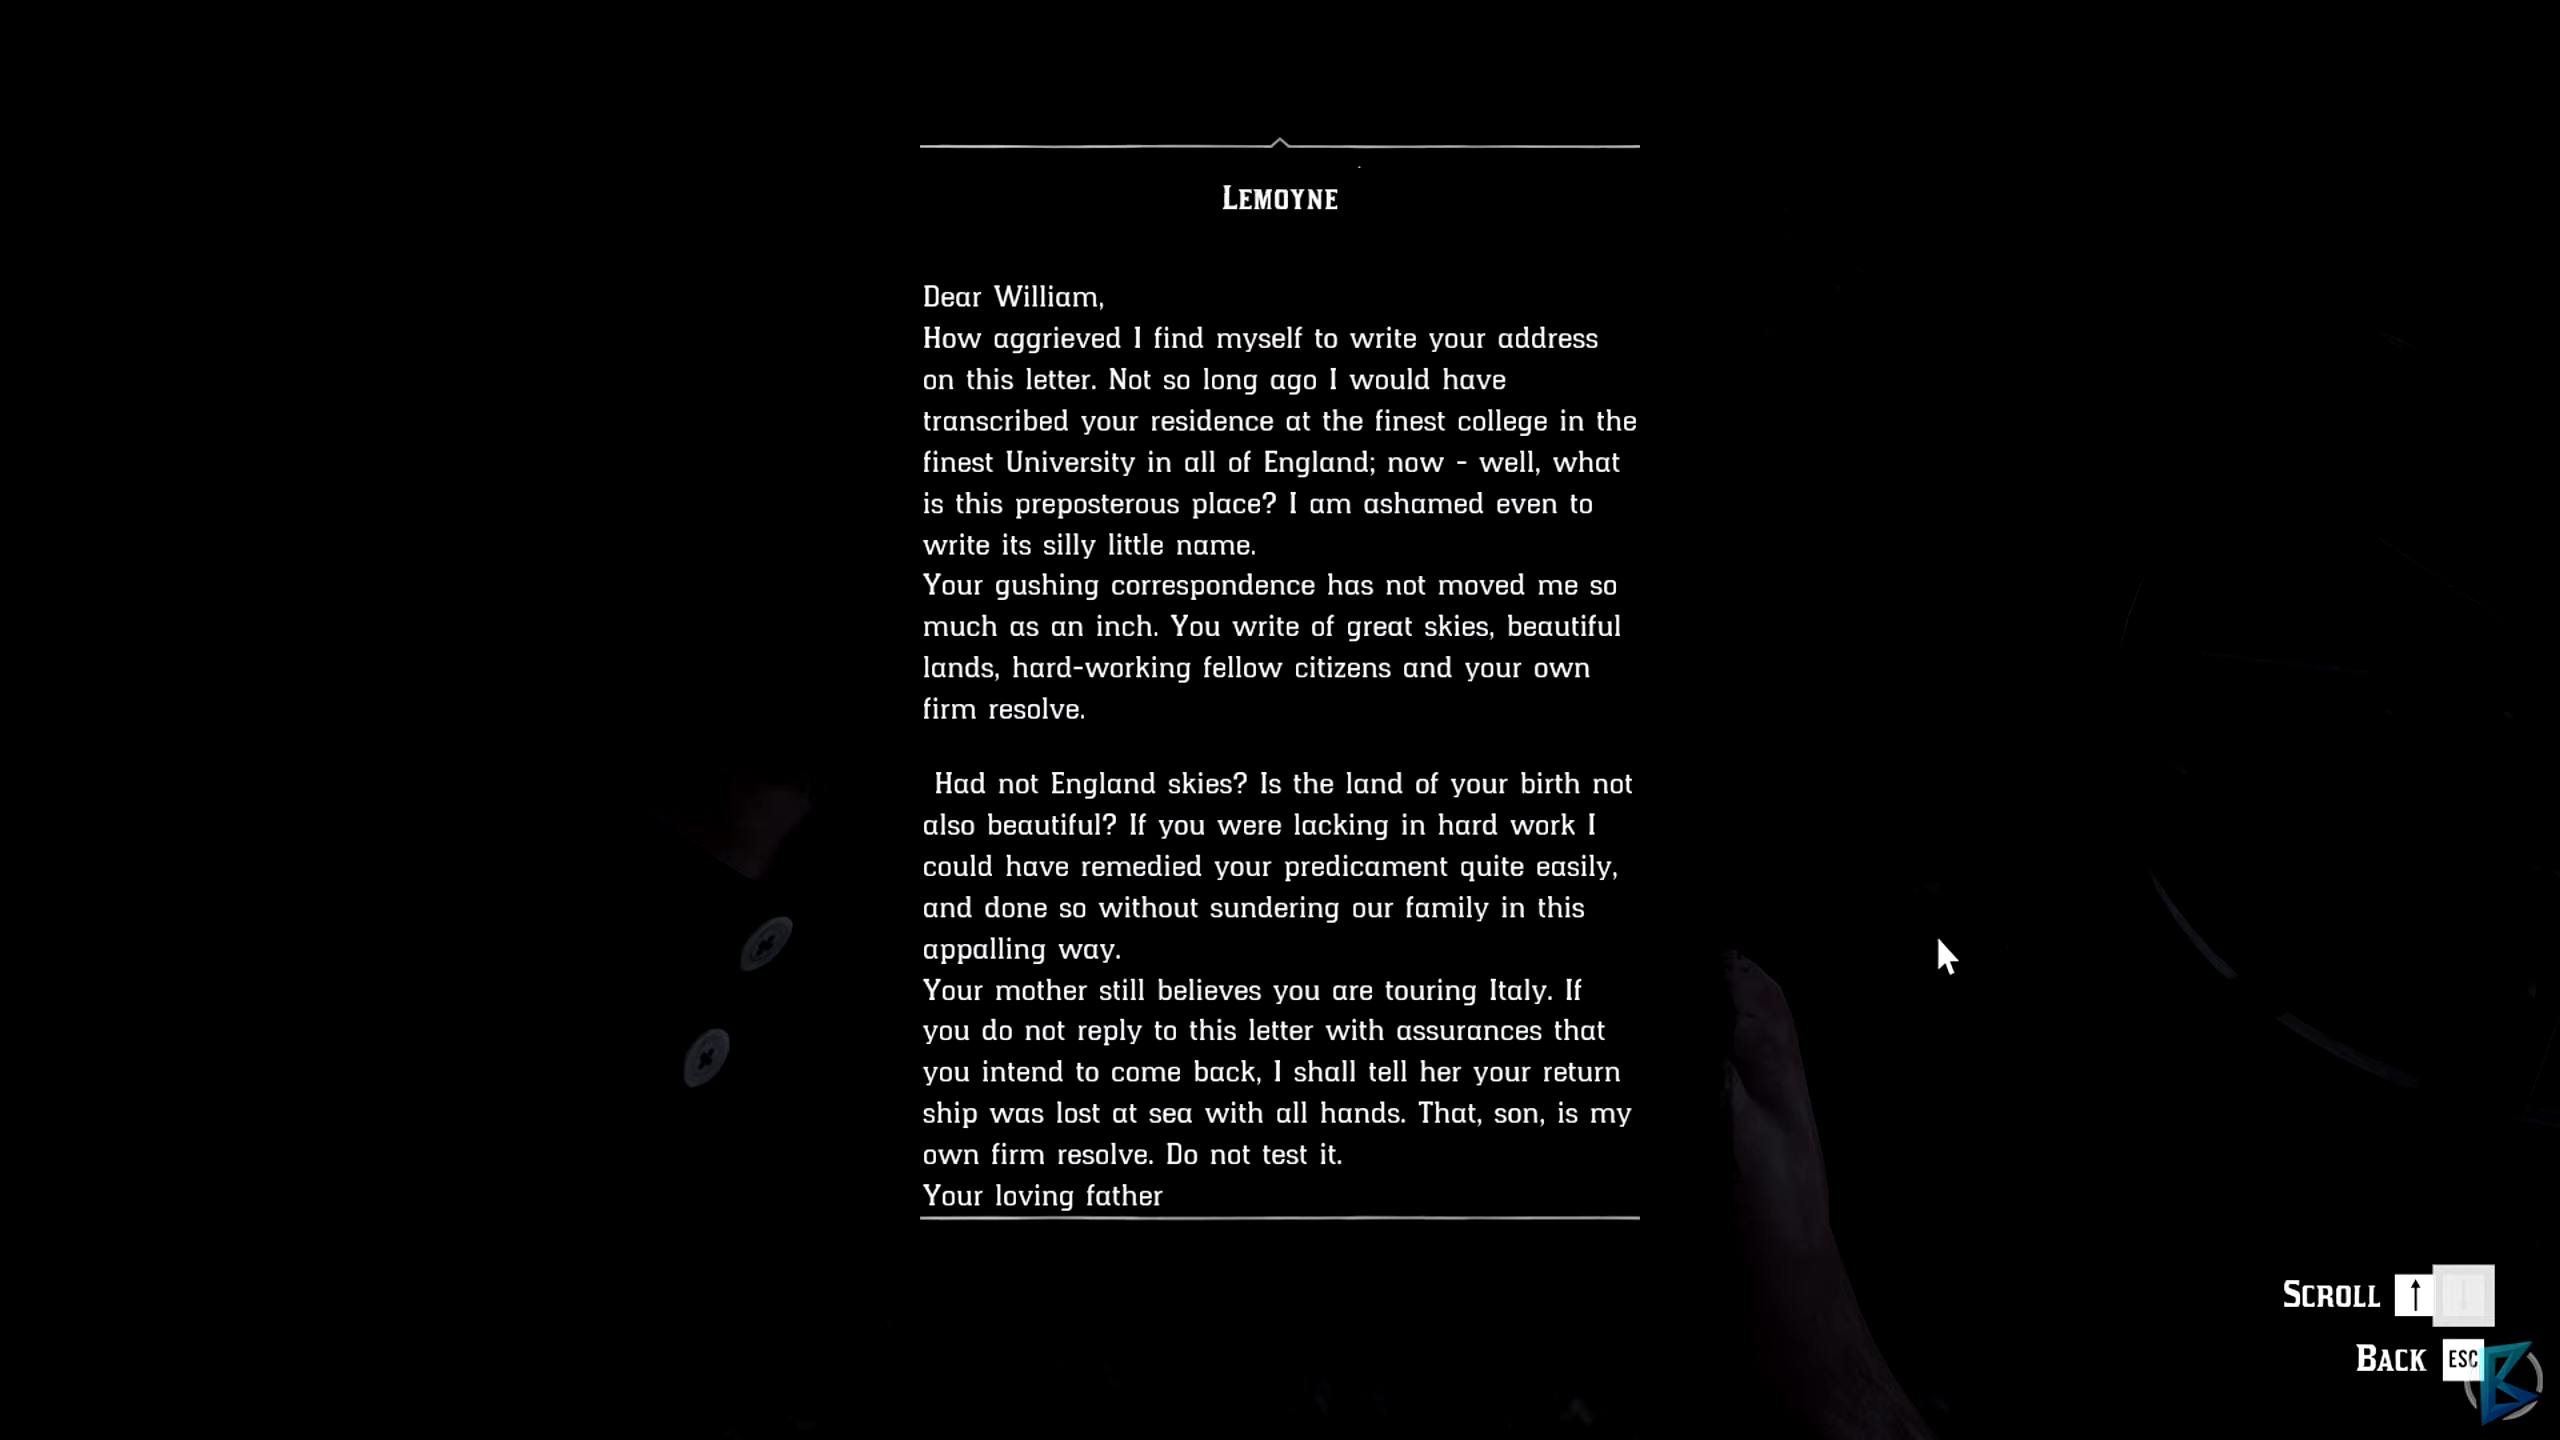 Lemoyne
Dear William,
How aggrieved I find myself to write your address
on this letter. Not so long ago I would have
transcribed your residence at the finest college in the
finest University in all of England; now - well, what
is this preposterous place? I am ashamed even to
write its silly little name.
Your gushing correspondence has not moved me so
much as an inch. You write of great skies, beautiful
lands, hard-working fellow citizens and your own
firm resolve.
Had not England skies? Is the land of your birth not
also beautiful? If you were lacking in hard work I
could have remedied your predicament quite easily,
and done so without sundering our family in this
appalling way.
Your mother still believes you are touring Italy. If
you do not reply to this letter with assurances that
you intend to come back, I shall tell her your return
ship was lost at sea with all hands. That, son, is my
own firm resolve. Do not test it.
Your loving father
Scroll ↑ ↓
Back ESC